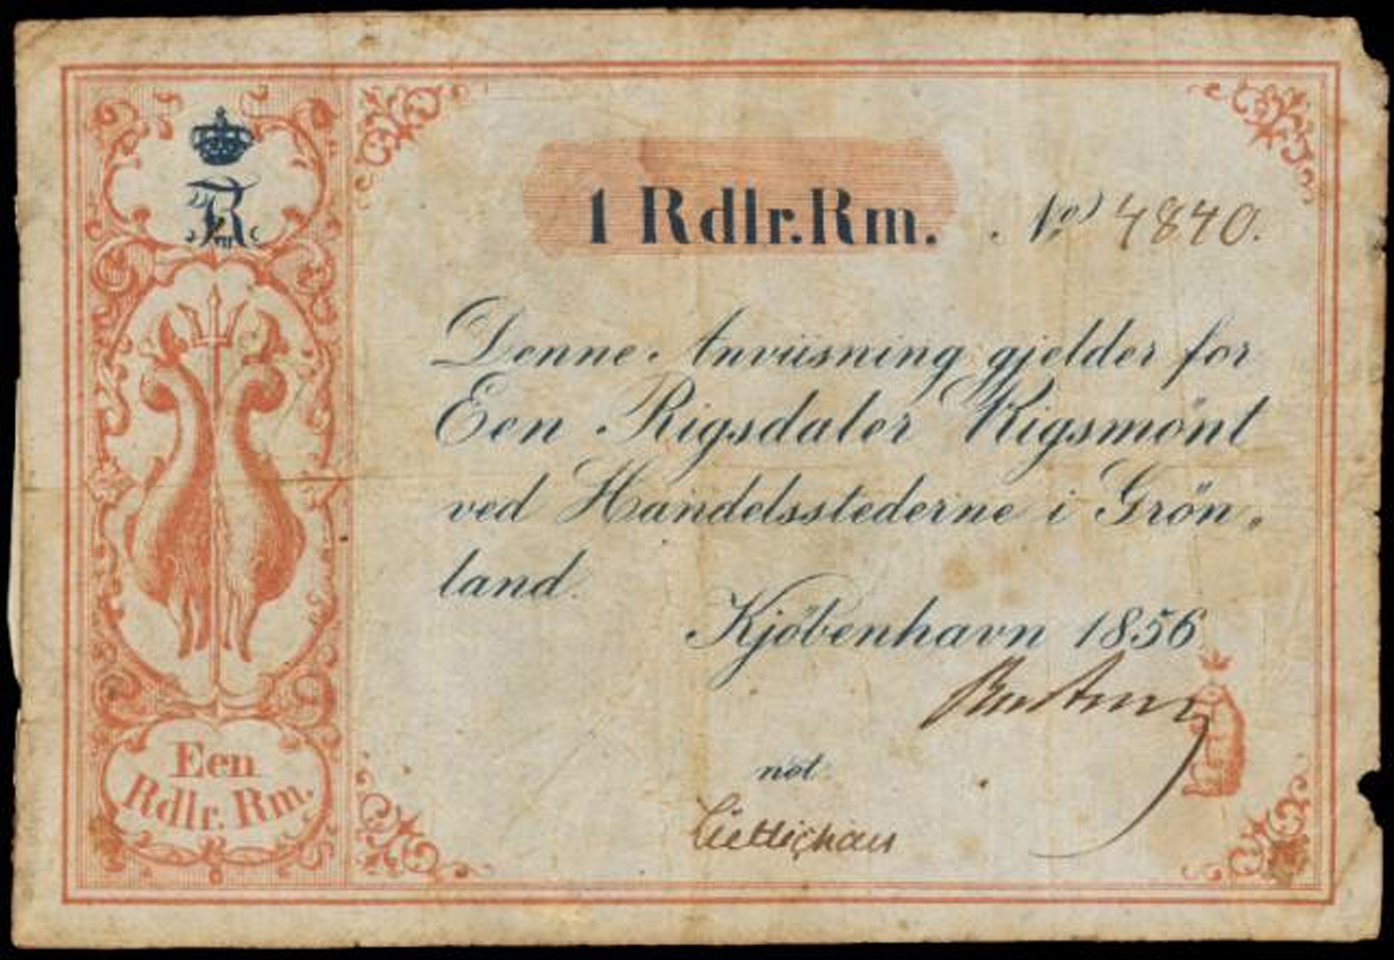 1 Rdlr.Rm. No 4840.
Denne Anviisning gjelder for
Een Rigsdaler Rigsmönt
ved Handelsstederne i Grön„
land.
Kjöbenhavn 1856
not.
Een
Rdlr. Rm.